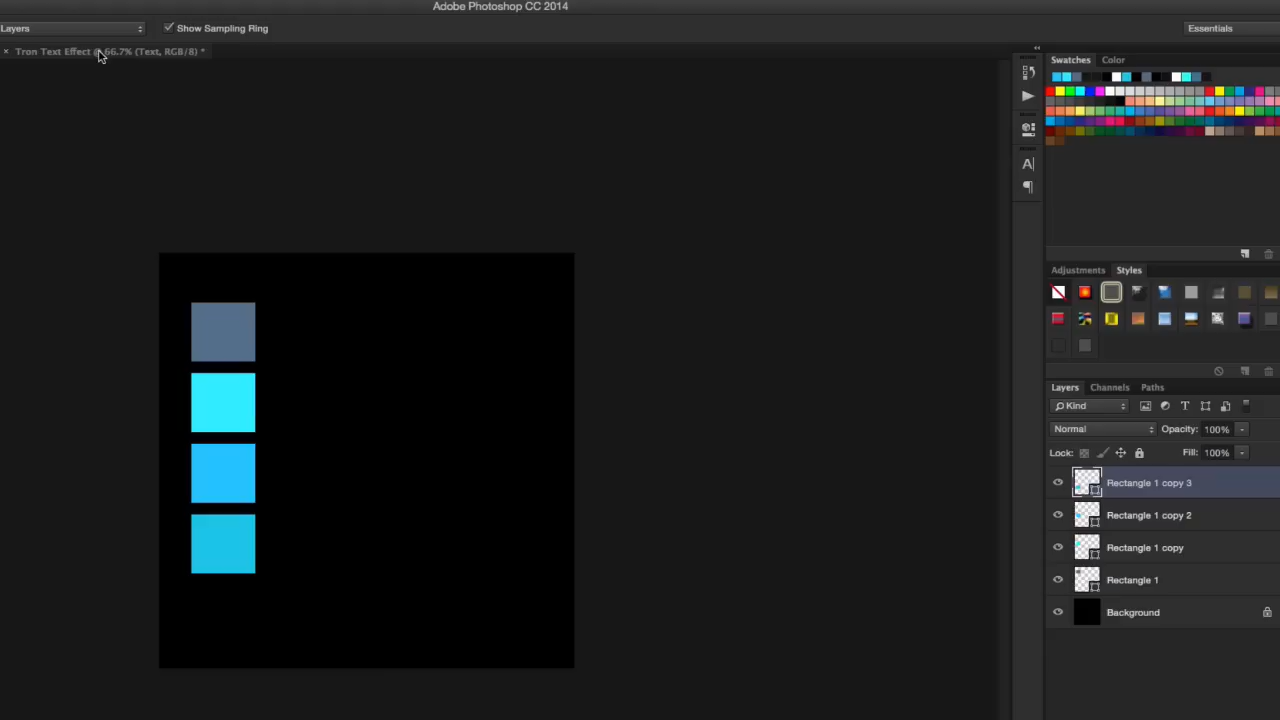 Adobe Photoshop CC 2014
Layers
Show Sampling Ring
Essentials
× Tron Text Effect @ 66.7% (Text, RGB/8) *
Swatches Color
A|
¶
Adjustments Styles
Layers Channels Paths
Kind
T
Normal Opacity: 100%
Lock: Fill: 100%
Rectangle 1 copy 3
Rectangle 1 copy 2
Rectangle 1 copy
Rectangle 1
Background